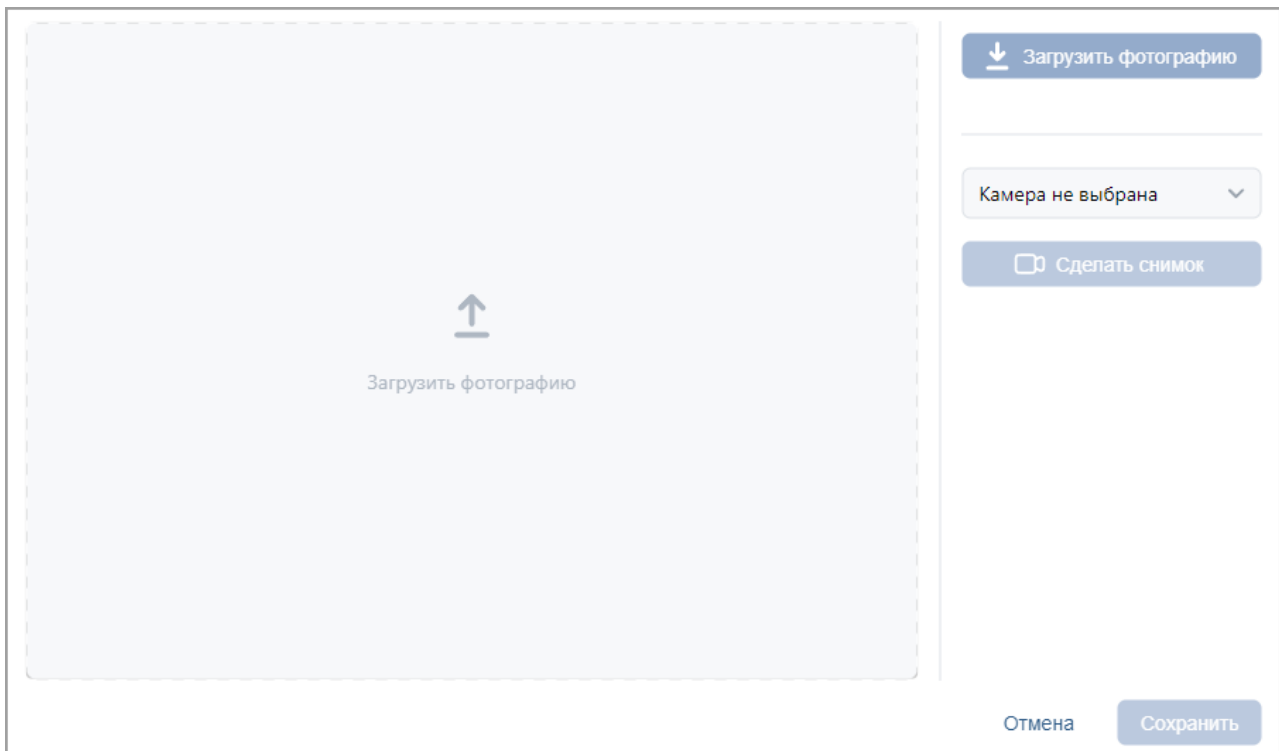 Загрузить фотографию
Загрузить фотографию
Камера не выбрана
Сделать снимок
Отмена
Сохранить